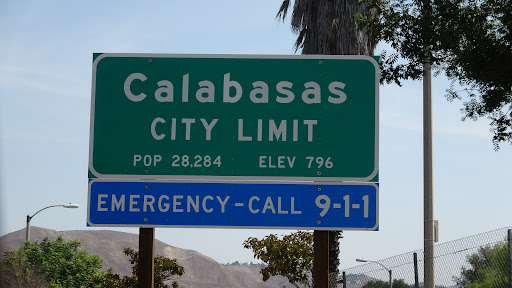 Calabasas
CITY LIMIT
POP 28,284 ELEV 796
EMERGENCY-CALL 9-1-1